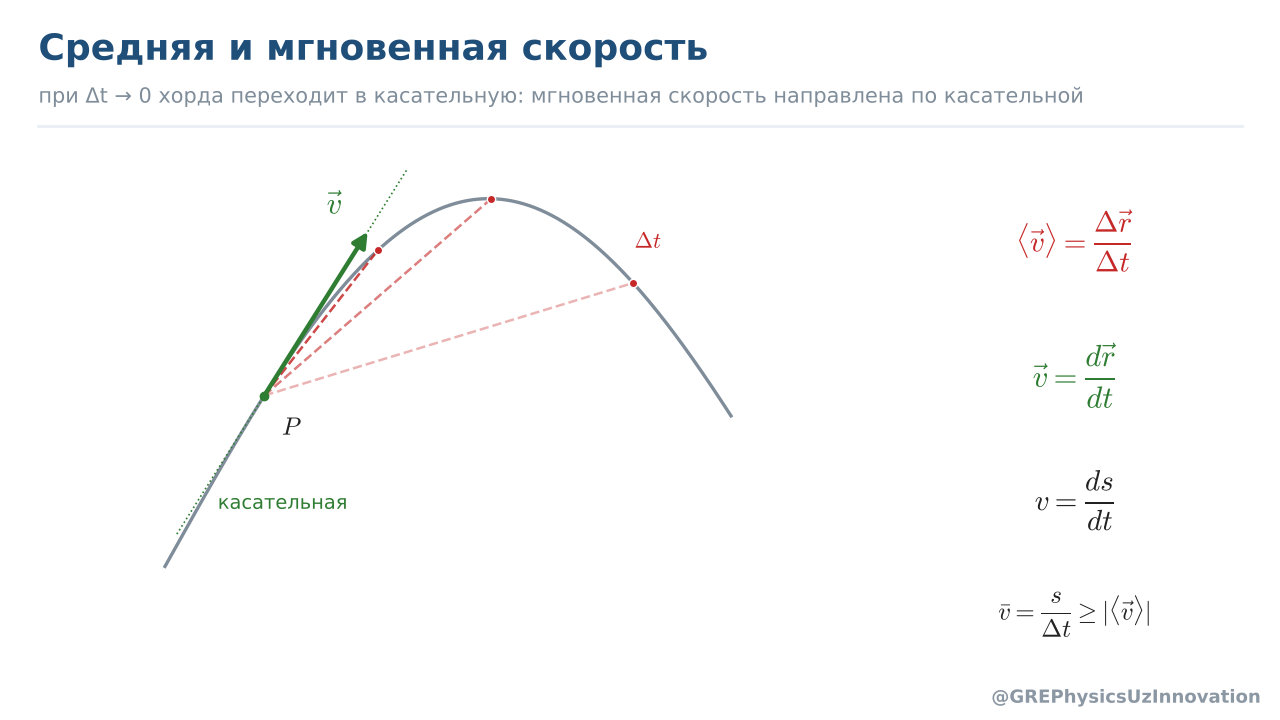 Средняя и мгновенная скорость
при Δt → 0 хорда переходит в касательную: мгновенная скорость направлена по касательной
v⃗
Δt
P
касательная
⟨v⃗⟩ = Δr⃗ / Δt
v⃗ = dr⃗ / dt
v = ds / dt
v̄ = s / Δt ≥ |⟨v⃗⟩|
@GREPhysicsUzInnovation